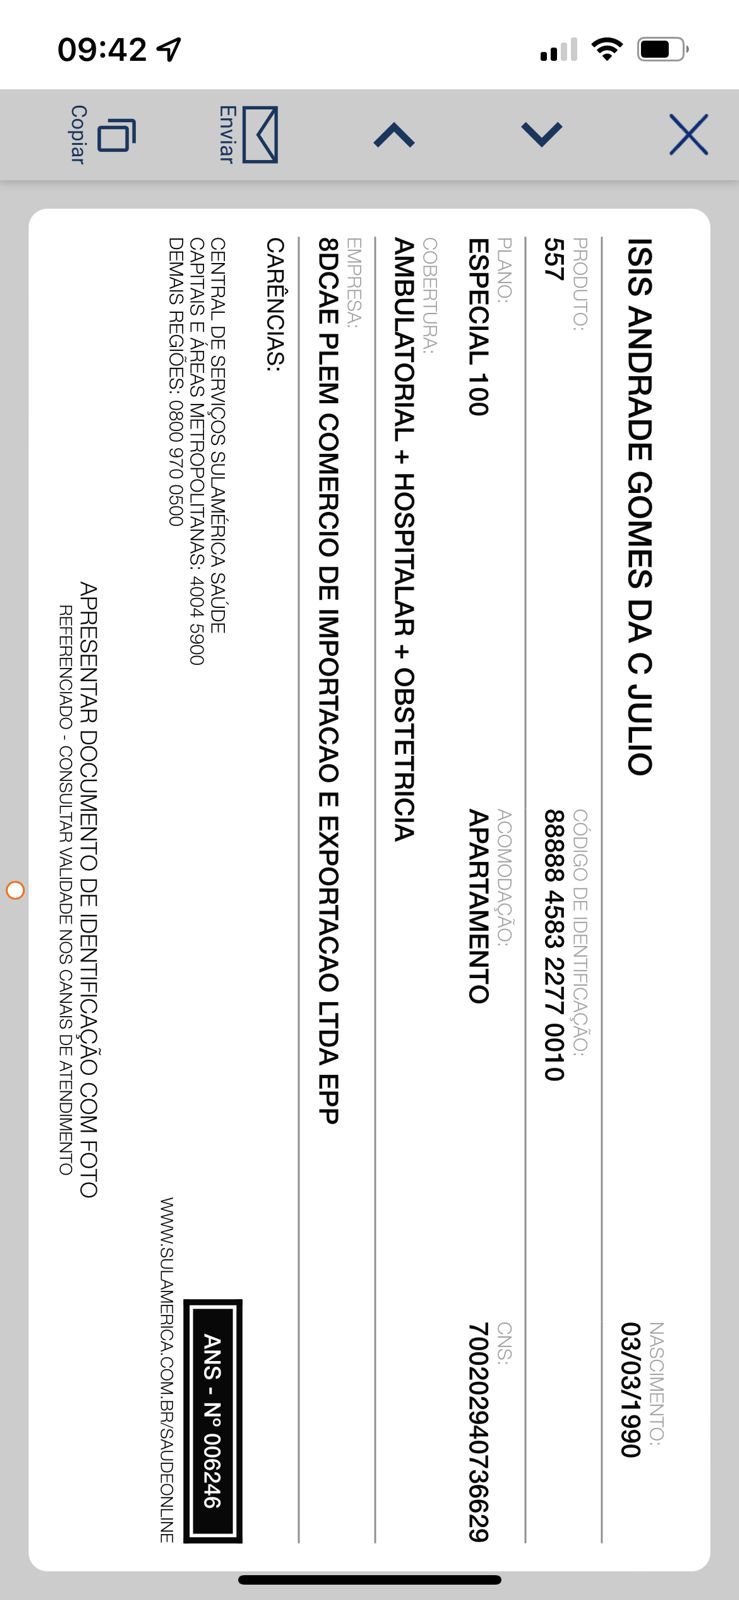 09:42
Copiar
Enviar
ISIS ANDRADE GOMES DA C JULIO
NASCIMENTO:
03/03/1990
PRODUTO:
557
CÓDIGO DE IDENTIFICAÇÃO:
88888 4583 2277 0010
PLANO:
ESPECIAL 100
ACOMODAÇÃO:
APARTAMENTO
CNS:
700202940736629
COBERTURA:
AMBULATORIAL + HOSPITALAR + OBSTETRICIA
EMPRESA:
8DCAE PLEM COMERCIO DE IMPORTACAO E EXPORTACAO LTDA EPP
CARÊNCIAS:
CENTRAL DE SERVIÇOS SULAMÉRICA SAÚDE
CAPITAIS E ÁREAS METROPOLITANAS: 4004 5900
DEMAIS REGIÕES: 0800 970 0500
ANS - Nº 006246
WWW.SULAMERICA.COM.BR/SAUDEONLINE
APRESENTAR DOCUMENTO DE IDENTIFICAÇÃO COM FOTO
REFERENCIADO - CONSULTAR VALIDADE NOS CANAIS DE ATENDIMENTO